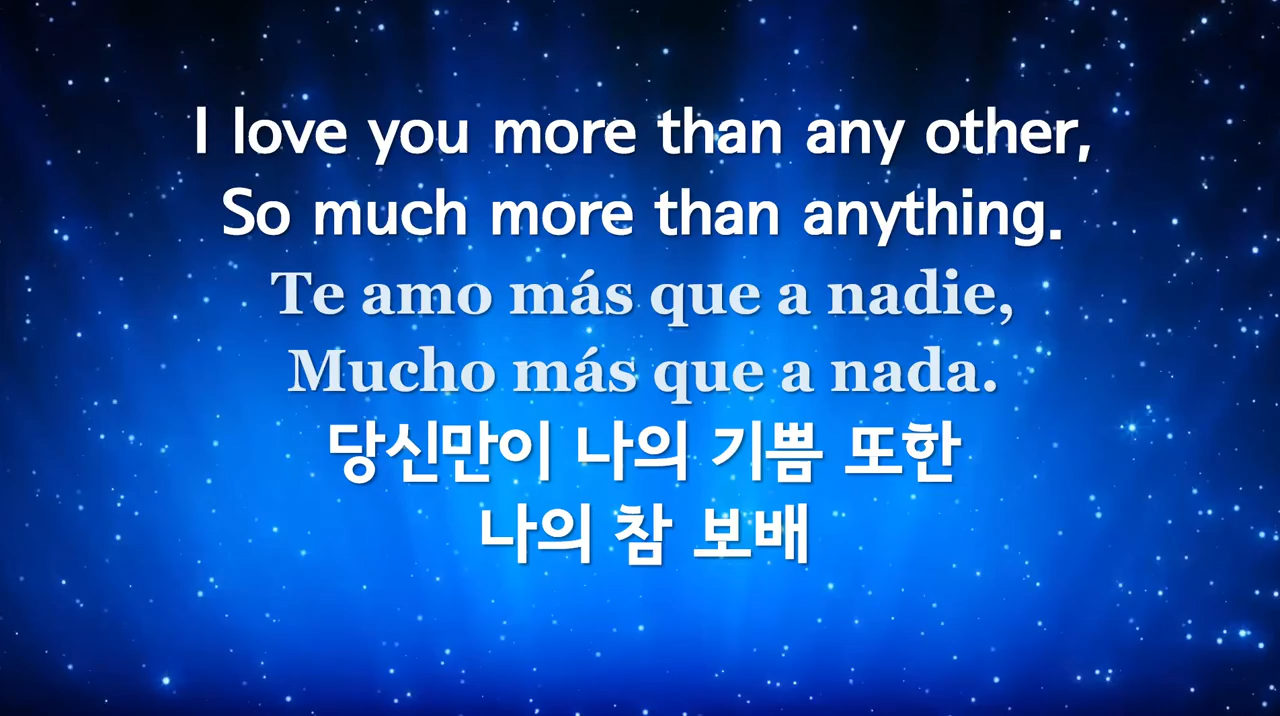 I love you more than any other,
So much more than anything.
Te amo más que a nadie,
Mucho más que a nada.
당신만이 나의 기쁨 또한
나의 참 보배